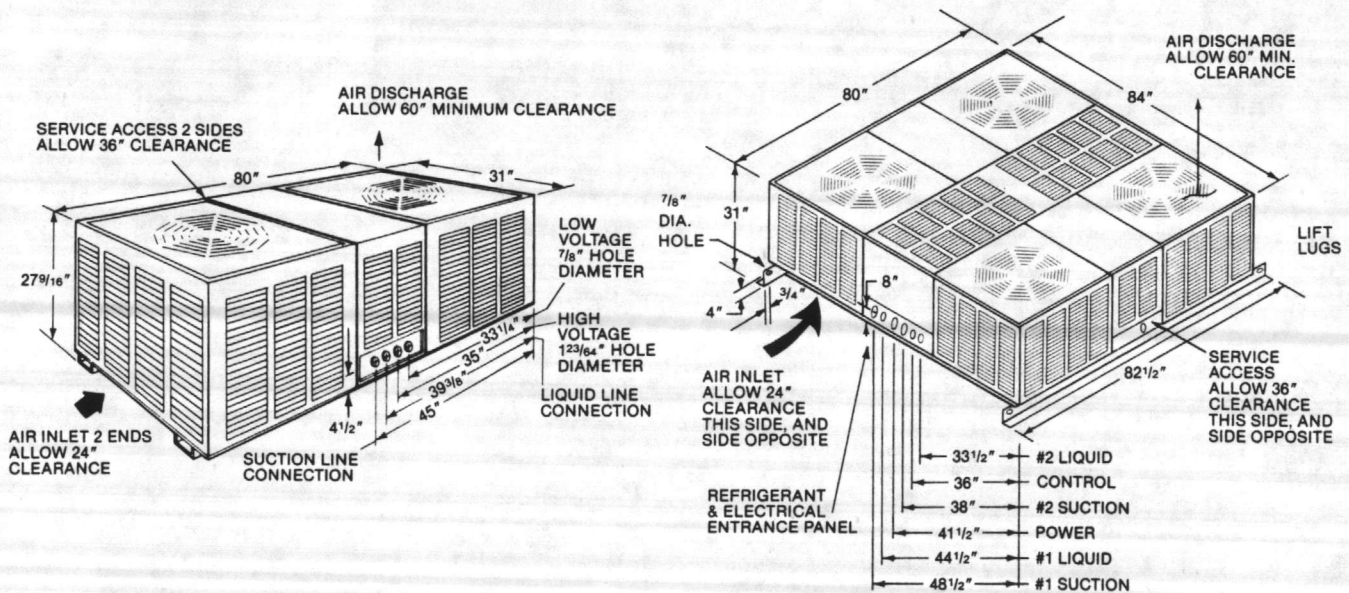 AIR DISCHARGE
ALLOW 60" MINIMUM CLEARANCE
SERVICE ACCESS 2 SIDES
ALLOW 36" CLEARANCE
80"
31"
27 9/16"
LOW
VOLTAGE
7/8" HOLE
DIAMETER
HIGH
VOLTAGE
1 23/64" HOLE
DIAMETER
33 1/4"
35"
39 3/8"
45"
LIQUID LINE
CONNECTION
4 1/2"
SUCTION LINE
CONNECTION
AIR INLET 2 ENDS
ALLOW 24"
CLEARANCE
AIR DISCHARGE
ALLOW 60" MIN.
CLEARANCE
80"
84"
7/8"
DIA.
HOLE
31"
LIFT
LUGS
8"
3/4"
4"
82 1/2"
AIR INLET
ALLOW 24"
CLEARANCE
THIS SIDE, AND
SIDE OPPOSITE
SERVICE
ACCESS
ALLOW 36"
CLEARANCE
THIS SIDE, AND
SIDE OPPOSITE
REFRIGERANT
& ELECTRICAL
ENTRANCE PANEL
33 1/2" #2 LIQUID
36" CONTROL
38" #2 SUCTION
41 1/2" POWER
44 1/2" #1 LIQUID
48 1/2" #1 SUCTION